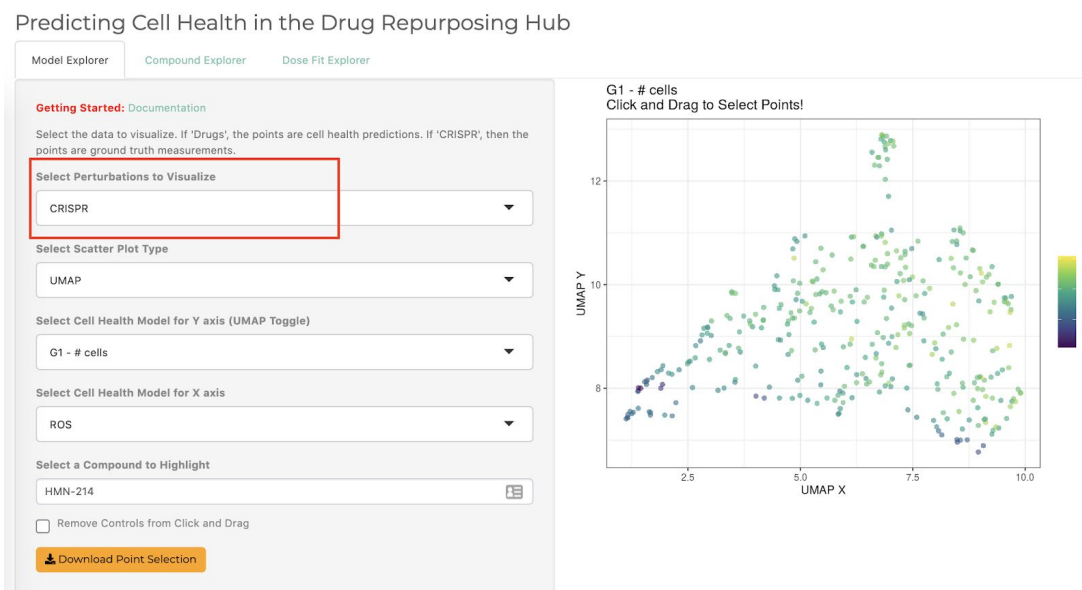 Predicting Cell Health in the Drug Repurposing Hub
Model Explorer
Compound Explorer
Dose Fit Explorer
Getting Started: Documentation
Select the data to visualize. If 'Drugs', the points are cell health predictions. If 'CRISPR', then the
points are ground truth measurements.
Select Perturbations to Visualize
CRISPR
Select Scatter Plot Type
UMAP
Select Cell Health Model for Y axis (UMAP Toggle)
G1 - # cells
Select Cell Health Model for X axis
ROS
Select a Compound to Highlight
HMN-214
Remove Controls from Click and Drag
Download Point Selection
G1 - # cells
Click and Drag to Select Points!
12
10
8
UMAP Y
2.5
5.0
7.5
10.0
UMAP X